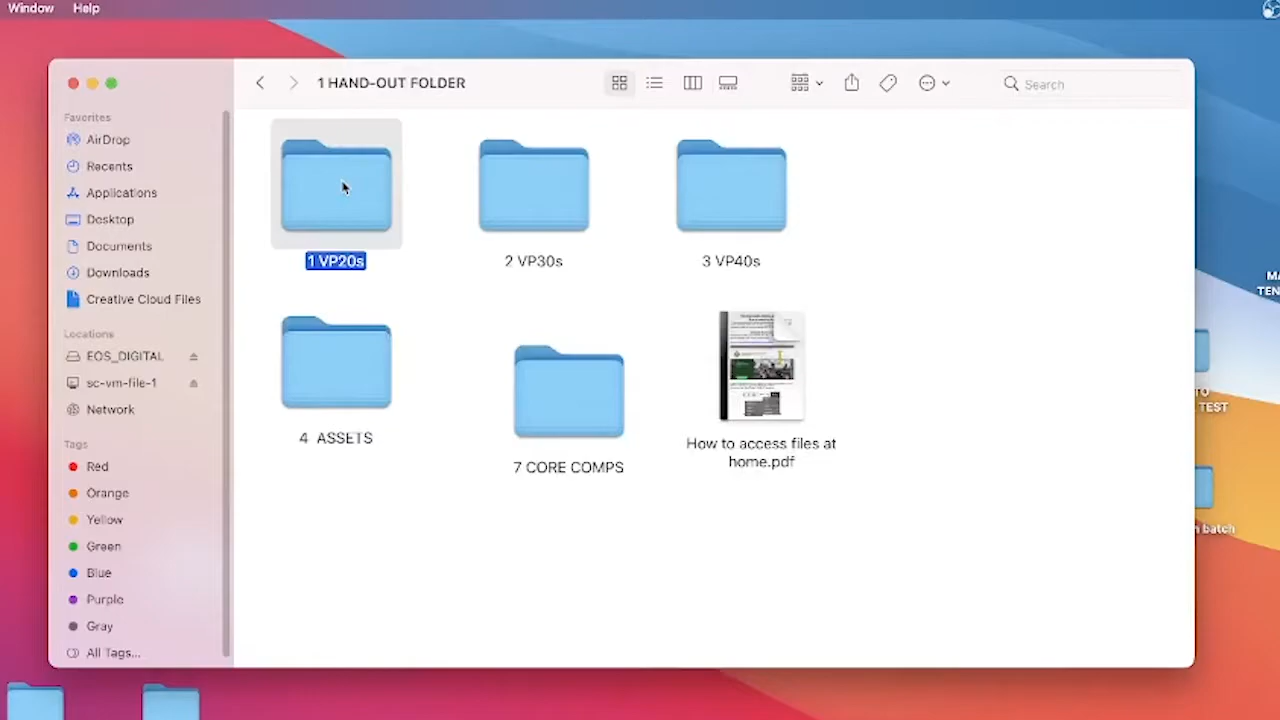 Window Help
1 HAND-OUT FOLDER
Search
Favorites
AirDrop
Recents
Applications
Desktop
Documents
Downloads
Creative Cloud Files
Locations
EOS_DIGITAL
sc-vm-file-1
Network
Tags
Red
Orange
Yellow
Green
Blue
Purple
Gray
All Tags...
1 VP20s
2 VP30s
3 VP40s
4 ASSETS
7 CORE COMPS
How to access files at
home.pdf
TEST
batch